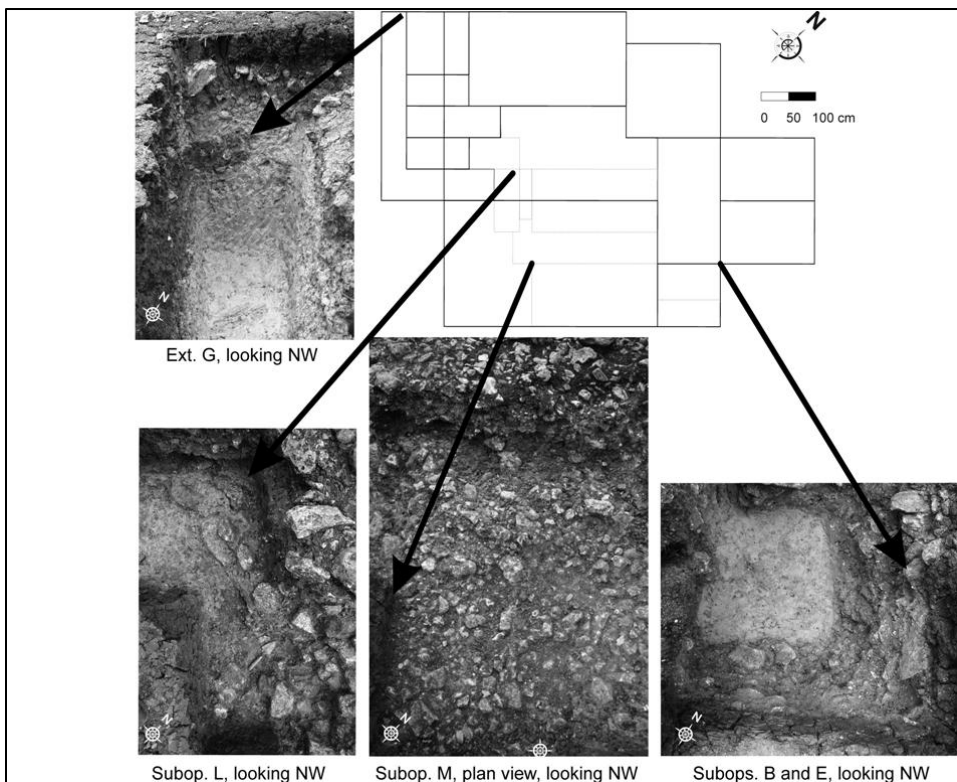 N
0 50 100 cm
N
Ext. G, looking NW
N
Subop. L, looking NW
N
Subop. M, plan view, looking NW
N
Subops. B and E, looking NW